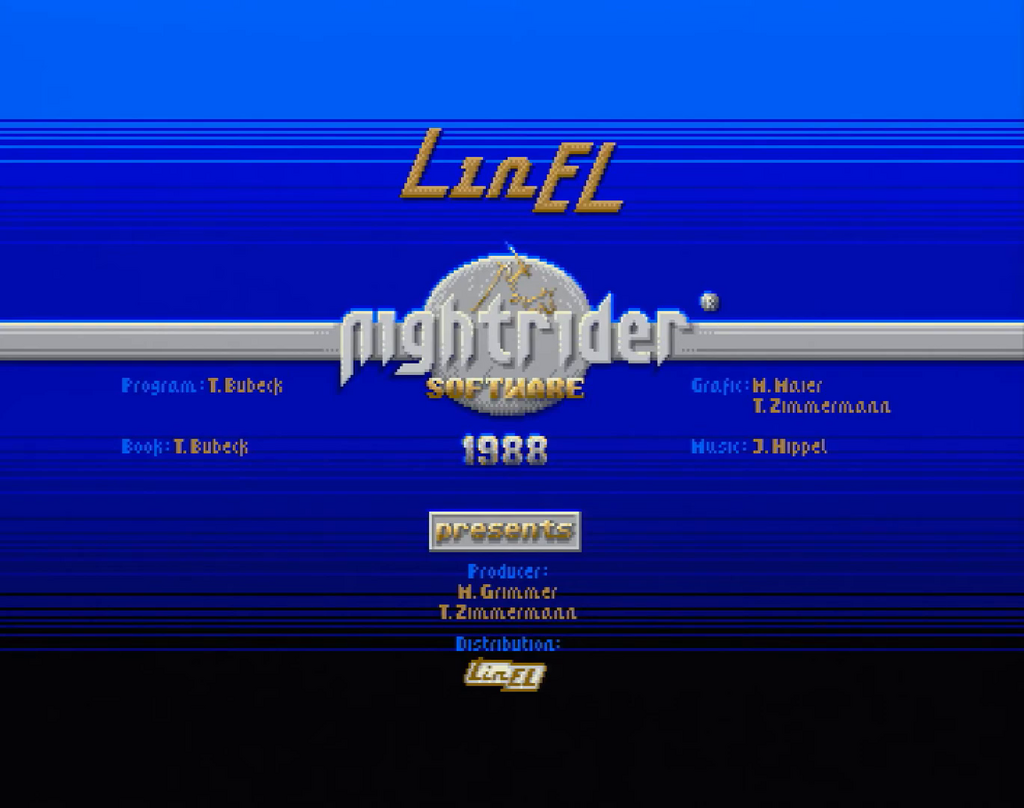 LinEL
nightrider ®
SOFTWARE
Program: T. Bubeck
Grafic: M. Maier
T. Zimmermann
Book: T. Bubeck
1988
Music: J. Hippel
presents
Producer:
M. Grimmer
T. Zimmermann
Distribution:
LinEL